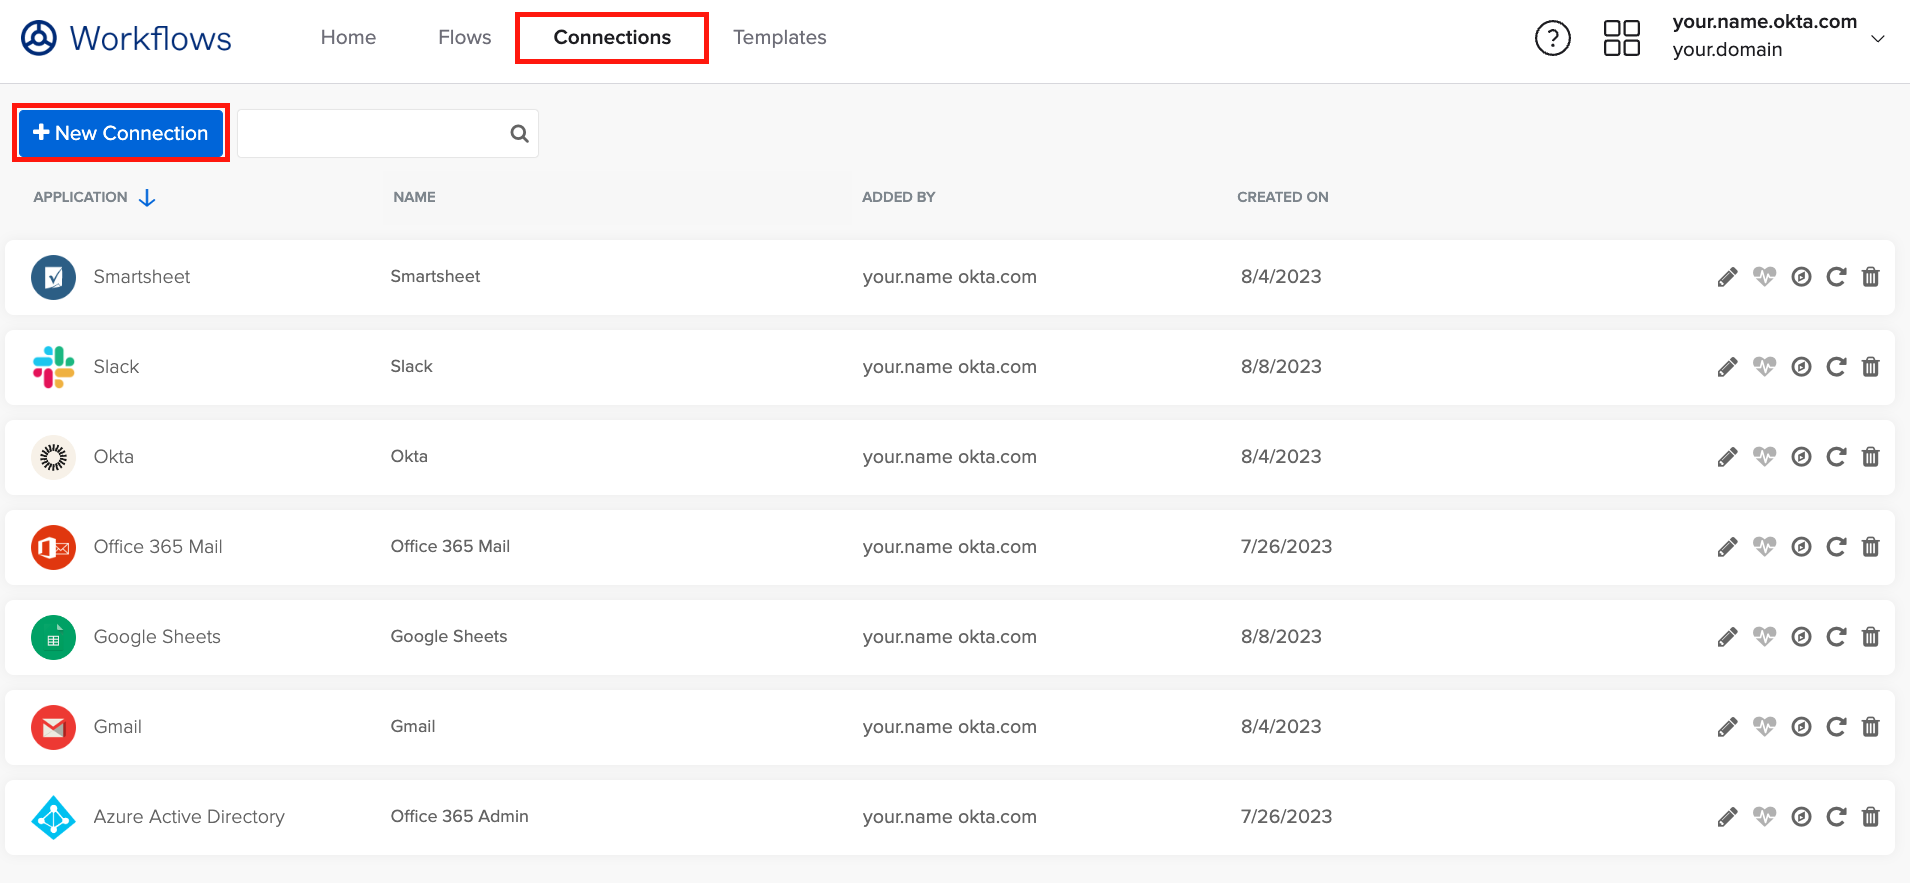 Workflows Home Flows Connections Templates ? your.name.okta.com
your.domain
+ New Connection
APPLICATION NAME ADDED BY CREATED ON
Smartsheet Smartsheet your.name okta.com 8/4/2023
Slack Slack your.name okta.com 8/8/2023
Okta Okta your.name okta.com 8/4/2023
Office 365 Mail Office 365 Mail your.name okta.com 7/26/2023
Google Sheets Google Sheets your.name okta.com 8/8/2023
Gmail Gmail your.name okta.com 8/4/2023
Azure Active Directory Office 365 Admin your.name okta.com 7/26/2023